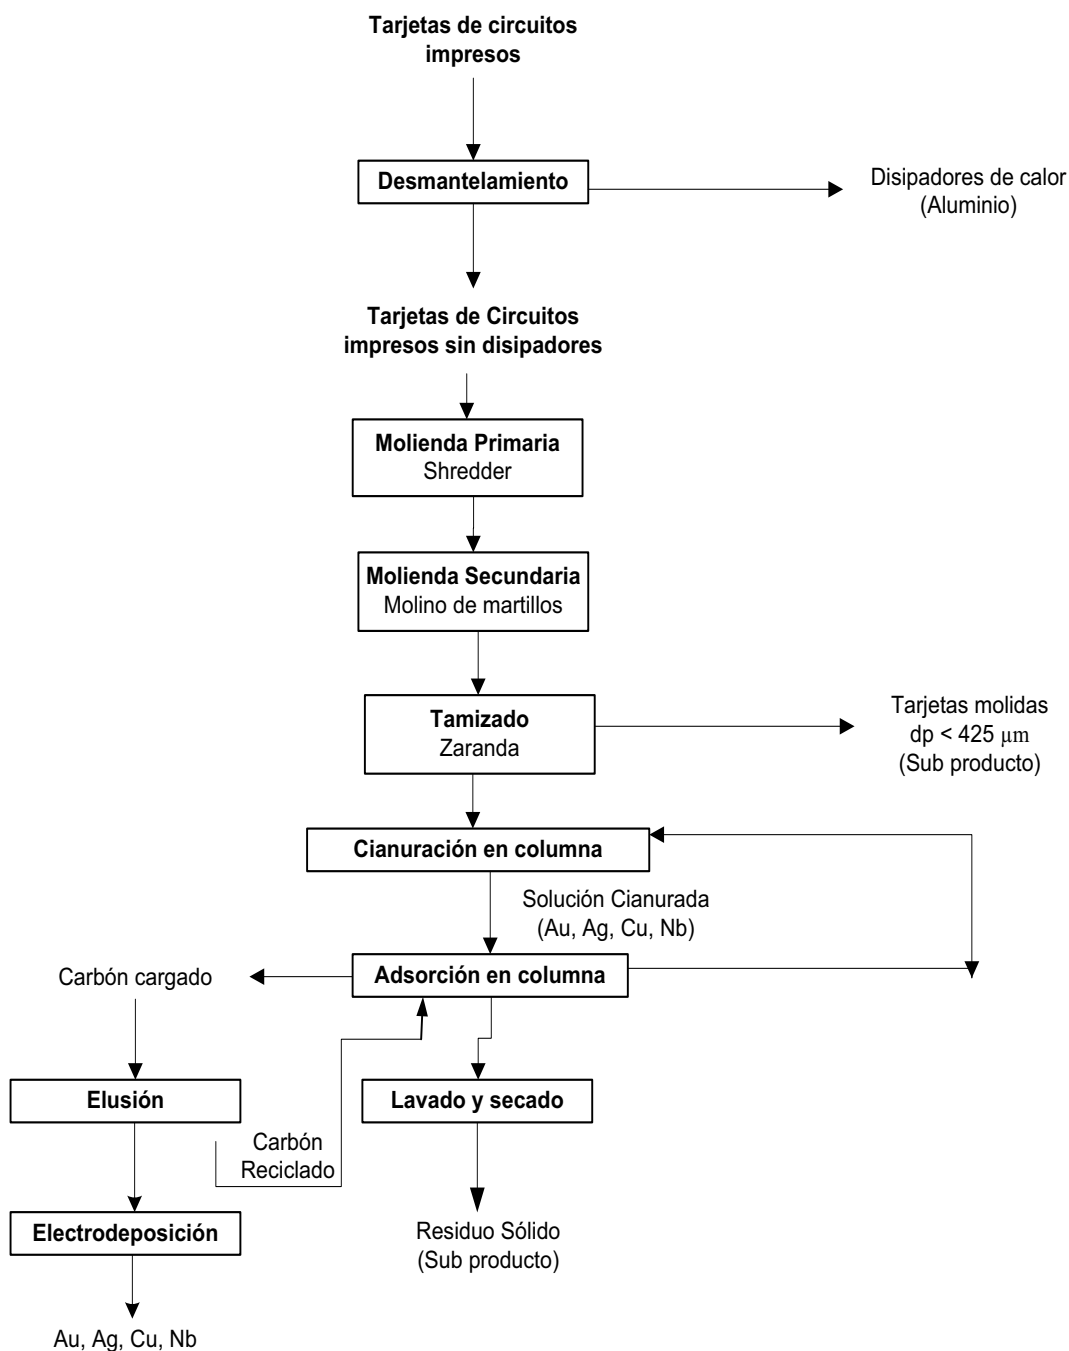 Tarjetas de circuitos
impresos
Desmantelamiento
Disipadores de calor
(Aluminio)
Tarjetas de Circuitos
impresos sin disipadores
Molienda Primaria
Shredder
Molienda Secundaria
Molino de martillos
Tamizado
Zaranda
Tarjetas molidas
dp < 425 µm
(Sub producto)
Cianuración en columna
Solución Cianurada
(Au, Ag, Cu, Nb)
Adsorción en columna
Carbón cargado
Elusión
Carbón
Reciclado
Lavado y secado
Electrodeposición
Residuo Sólido
(Sub producto)
Au, Ag, Cu, Nb